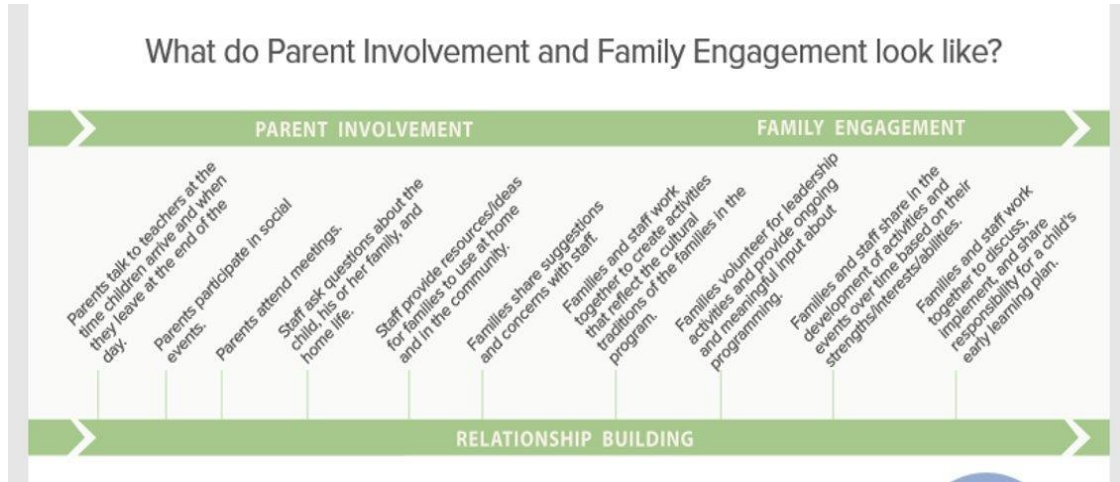 What do Parent Involvement and Family Engagement look like?
PARENT INVOLVEMENT
FAMILY ENGAGEMENT
Parents talk to teachers at the
time children arrive and when
they leave at the end of the
day.
Parents participate in social
events.
Parents attend meetings.
Staff ask questions about the
child, his or her family, and
home life.
Staff provide resources/ideas
for families to use at home
and in the community.
Families share suggestions
and concerns with staff.
Families and staff work
together to create activities
that reflect the cultural
traditions of the families in the
program.
Families volunteer for leadership
activities and provide ongoing
and meaningful input about
programming.
Families and staff share in the
development of activities and
events over time based on their
strengths/interests/abilities.
Families and staff work
together to discuss,
implement, and share
responsibility for a child's
early learning plan.
RELATIONSHIP BUILDING